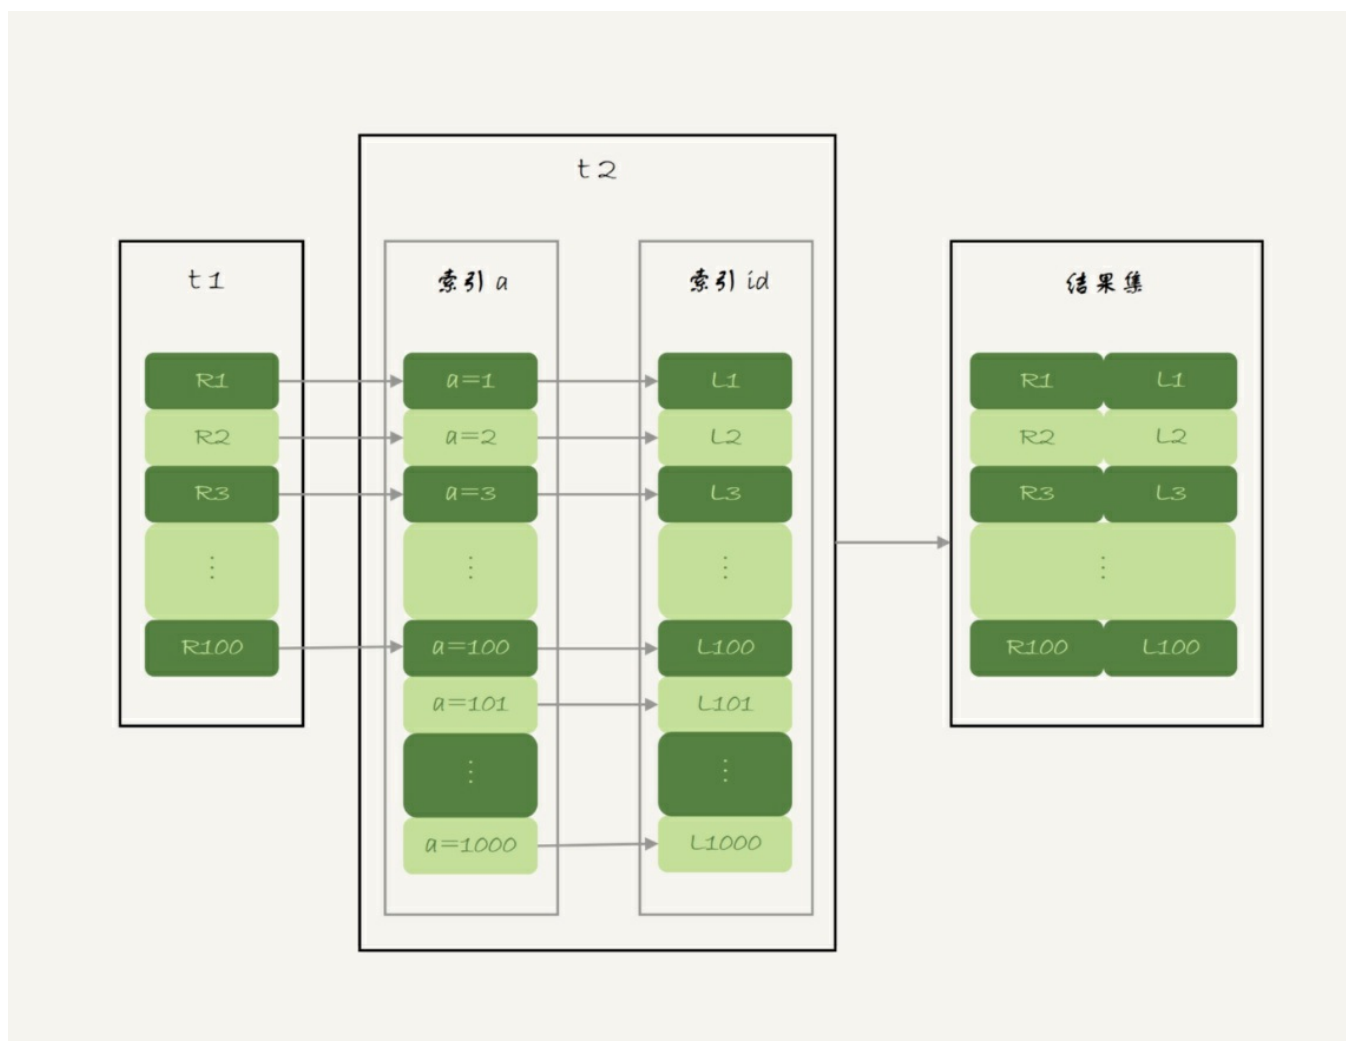 t2
t1
索引 a
索引 id
结果集
R1
a=1
L1
R1
L1
R2
a=2
L2
R2
L2
R3
a=3
L3
R3
L3
⋮
⋮
⋮
⋮
R100
a=100
L100
R100
L100
a=101
L101
⋮
⋮
a=1000
L1000